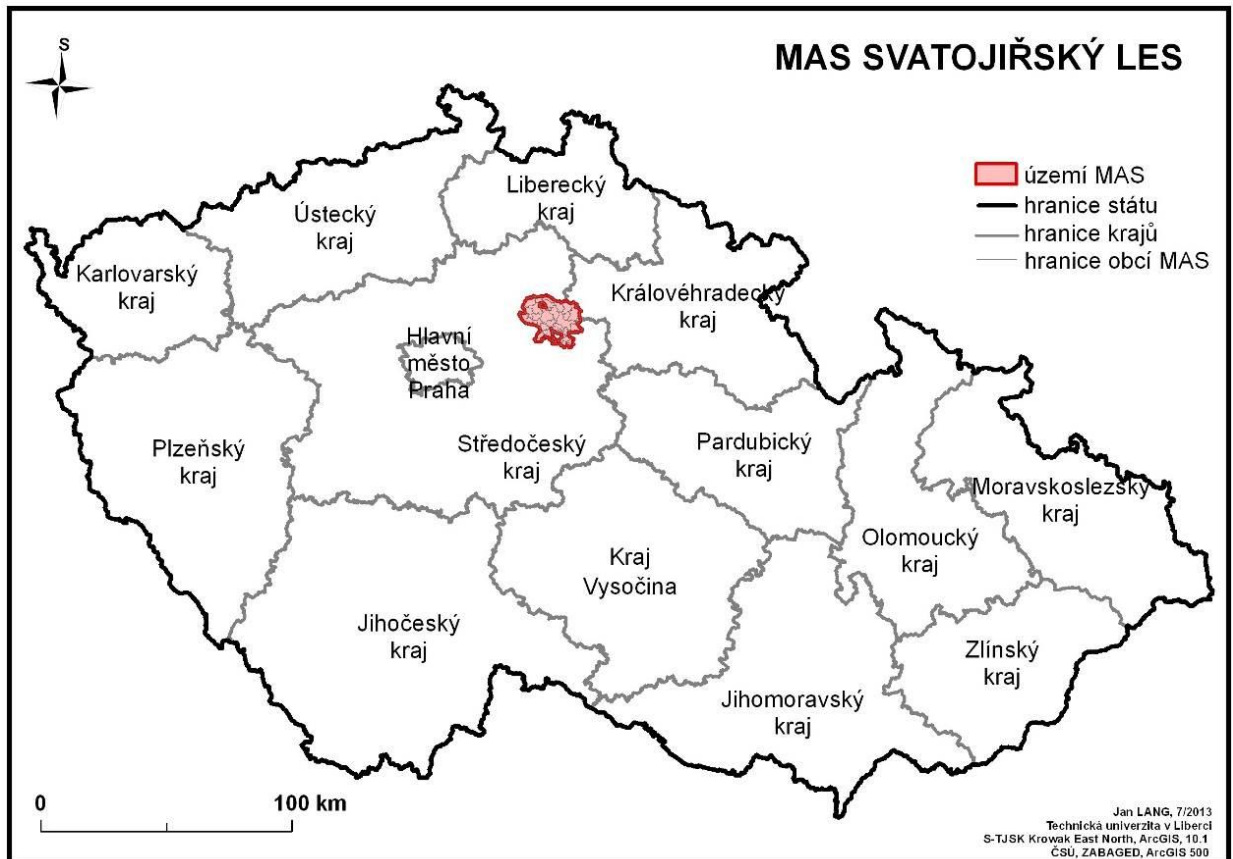 S
MAS SVATOJIŘSKÝ LES
území MAS
hranice státu
hranice krajů
hranice obcí MAS
Liberecký
kraj
Ústecký
kraj
Karlovarský
kraj
Královéhradecký
kraj
Hlavní
město
Praha
Plzeňský
kraj
Středočeský
kraj
Pardubický
kraj
Moravskoslezský
kraj
Olomoucký
kraj
Kraj
Vysočina
Jihočeský
kraj
Zlínský
kraj
Jihomoravský
kraj
0 100 km
Jan LANG, 7/2013
Technická univerzita v Liberci
S-TJSK Krowak East North, ArcGIS, 10.1
ČSÚ, ZABAGED, ArcGIS 500